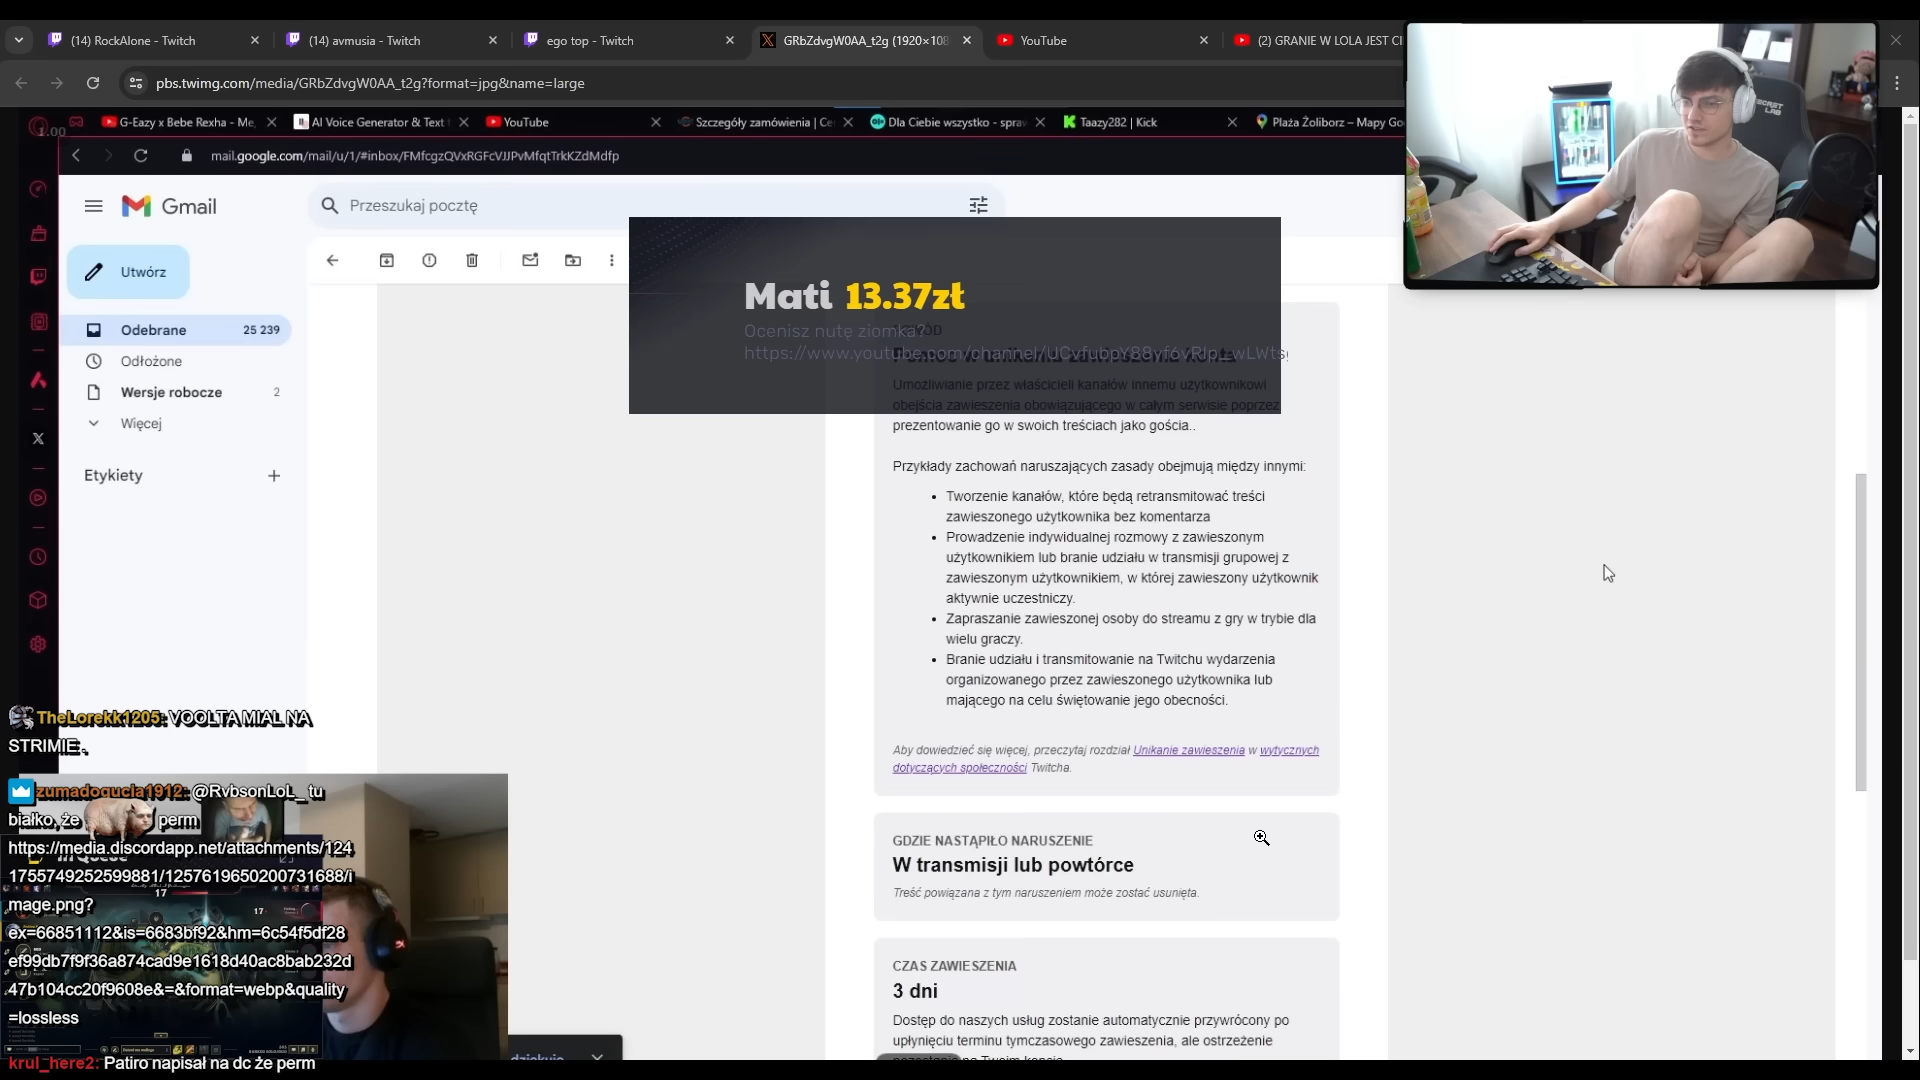 (14) RockAlone - Twitch
(14) avmusia - Twitch
ego top - Twitch
GRbZdvgW0AA_t2g (1920×108
YouTube
(2) GRANIE W LOLA JEST CI
pbs.twimg.com/media/GRbZdvgW0AA_t2g?format=jpg&name=large
1.00
G-Eazy x Bebe Rexha - Me,
AI Voice Generator & Text t
YouTube
Szczegóły zamówienia | Ce
Dla Ciebie wszystko - spraw
Taazy282 | Kick
Plaża Żoliborz – Mapy Go
mail.google.com/mail/u/1/#inbox/FMfcgzQVxRGFcVJJPvMfqtTrkKZdMdfp
Gmail
Przeszukaj pocztę
Utwórz
Odebrane 25 239
Odłożone
Wersje robocze 2
Więcej
Etykiety
Mati 13.37zł
Ocenisz nutę ziomka?
Umożliwianie przez właścicieli kanałów innemu użytkownikowi
obejścia zawieszenia obowiązującego w całym serwisie poprzez
prezentowanie go w swoich treściach jako gościa..
Przykłady zachowań naruszających zasady obejmują między innymi:
• Tworzenie kanałów, które będą retransmitować treści
zawieszonego użytkownika bez komentarza
• Prowadzenie indywidualnej rozmowy z zawieszonym
użytkownikiem lub branie udziału w transmisji grupowej z
zawieszonym użytkownikiem, w której zawieszony użytkownik
aktywnie uczestniczy.
• Zapraszanie zawieszonej osoby do streamu z gry w trybie dla
wielu graczy.
• Branie udziału i transmitowanie na Twitchu wydarzenia
organizowanego przez zawieszonego użytkownika lub
mającego na celu świętowanie jego obecności.
Aby dowiedzieć się więcej, przeczytaj rozdział Unikanie zawieszenia w wytycznych
dotyczących społeczności Twitcha.
GDZIE NASTĄPIŁO NARUSZENIE
W transmisji lub powtórce
Treść powiązana z tym naruszeniem może zostać usunięta.
CZAS ZAWIESZENIA
3 dni
Dostęp do naszych usług zostanie automatycznie przywrócony po
upłynięciu terminu tymczasowego zawieszenia, ale ostrzeżenie
pozostanie na Twoim koncie
SECRET
LAB
TheLorekk1205: VOOLTA MIAL NA
STRIMIE .
zumadogucia1912: @RvbsonLoL_ tu
białko, że perm
https://media.discordapp.net/attachments/124
1755749252599881/1257619650200731688/i
mage.png?
ex=66851112&is=6683bf92&hm=6c54f5df28
ef99db7f9f36a874cad9e1618d40ac8bab232d
47b104cc20f9608e&=&format=webp&quality
=lossless
krul_here2: Patiro napisał na dc że perm
17
17
dziękuję